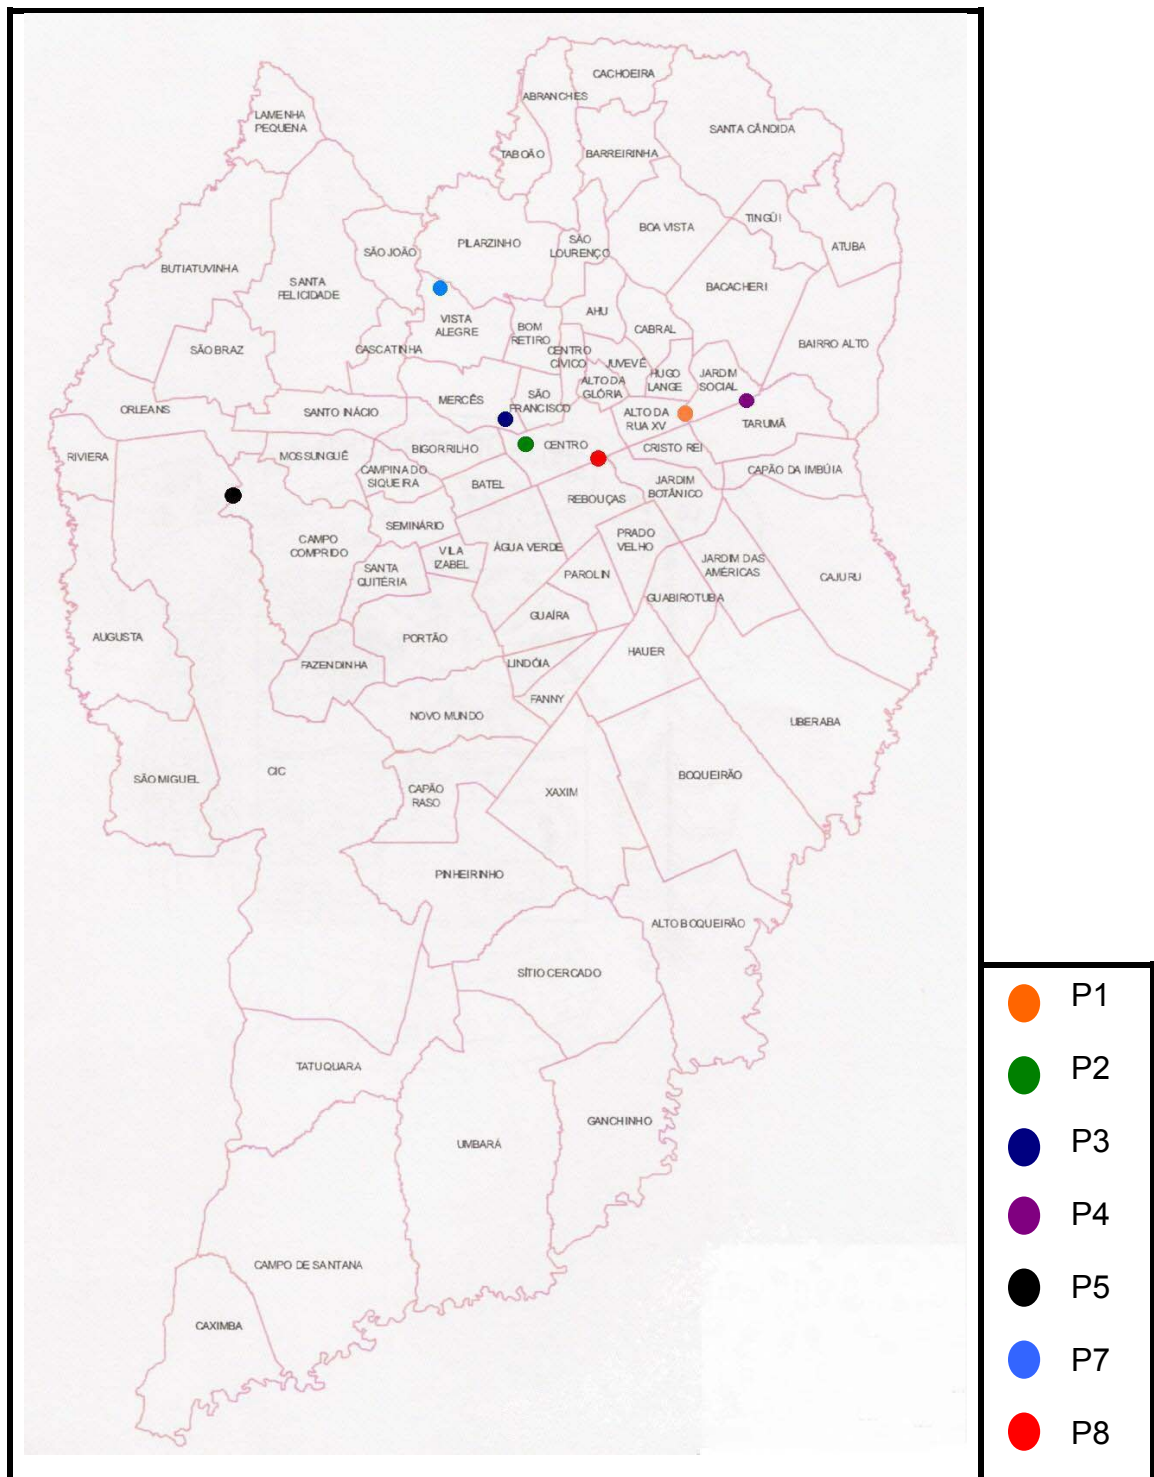 CACHOEIRA
ABRANCHES
LAMENHA
PEQUENA
SANTA CÂNDIDA
TABOÃO
BARREIRINHA
TINGÜI
BOA VISTA
PILARZINHO
SÃO
LOURENÇO
ATUBA
SÃO JOÃO
BUTIATUVINHA
SANTA
FELICIDADE
BACACHERI
AHU
VISTA
ALEGRE
BOM
RETIRO
CABRAL
BAIRRO ALTO
SÃO BRAZ
CASCATINHA
CENTRO
CÍVICO
JUVEVÊ
HUGO
LANGE
JARDIM
SOCIAL
ALTO DA
GLÓRIA
MERCÊS
SÃO
FRANCISCO
ORLEANS
SANTO INÁCIO
ALTO DA
RUA XV
TARUMÃ
RIVIERA
MOSSUNGUÊ
BIGORRILHO
CENTRO
CRISTO REI
CAMPINA DO
SIQUEIRA
CAPÃO DA IMBÚIA
BATEL
REBOUÇAS
JARDIM
BOTÂNICO
SEMINÁRIO
CAMPO
COMPRIDO
PRADO
VELHO
VILA
IZABEL
ÁGUA VERDE
JARDIM DAS
AMÉRICAS
SANTA
QUITÉRIA
PAROLIN
CAJURU
GUABIROTUBA
GUAÍRA
AUGUSTA
PORTÃO
HAUER
FAZENDINHA
LINDÓIA
FANNY
NOVO MUNDO
UBERABA
SÃO MIGUEL
CIC
BOQUEIRÃO
CAPÃO
RASO
XAXIM
PINHEIRINHO
ALTO BOQUEIRÃO
SÍTIO CERCADO
TATUQUARA
GANCHINHO
UMBARÁ
CAMPO DE SANTANA
CAXIMBA
P1
P2
P3
P4
P5
P7
P8